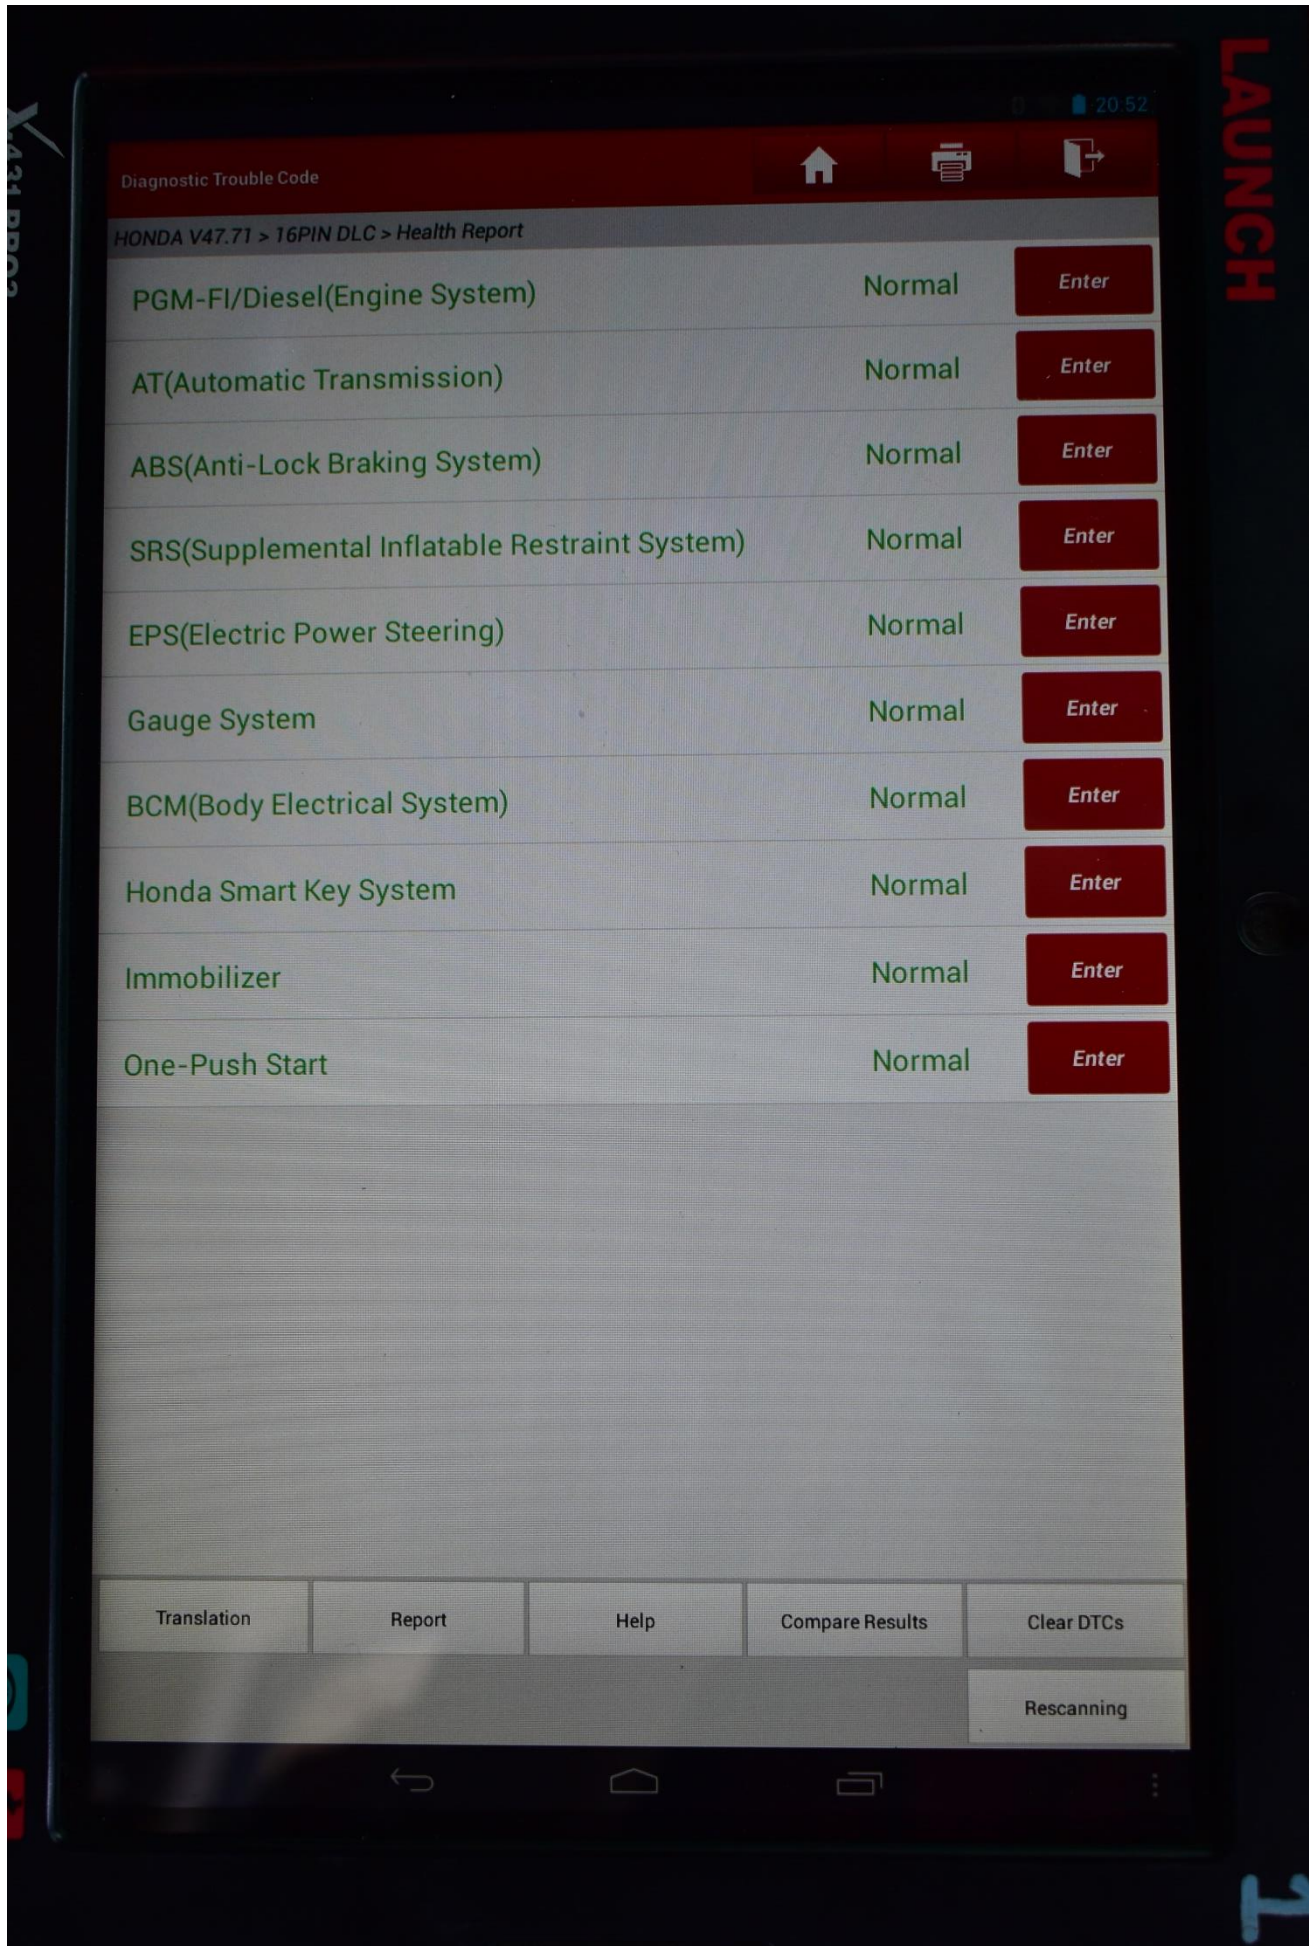 LAUNCH
20:52
Diagnostic Trouble Code
HONDA V47.71 > 16PIN DLC > Health Report
PGM-FI/Diesel(Engine System) Normal Enter
AT(Automatic Transmission) Normal Enter
ABS(Anti-Lock Braking System) Normal Enter
SRS(Supplemental Inflatable Restraint System) Normal Enter
EPS(Electric Power Steering) Normal Enter
Gauge System Normal Enter
BCM(Body Electrical System) Normal Enter
Honda Smart Key System Normal Enter
Immobilizer Normal Enter
One-Push Start Normal Enter
Translation Report Help Compare Results Clear DTCs
Rescanning
1